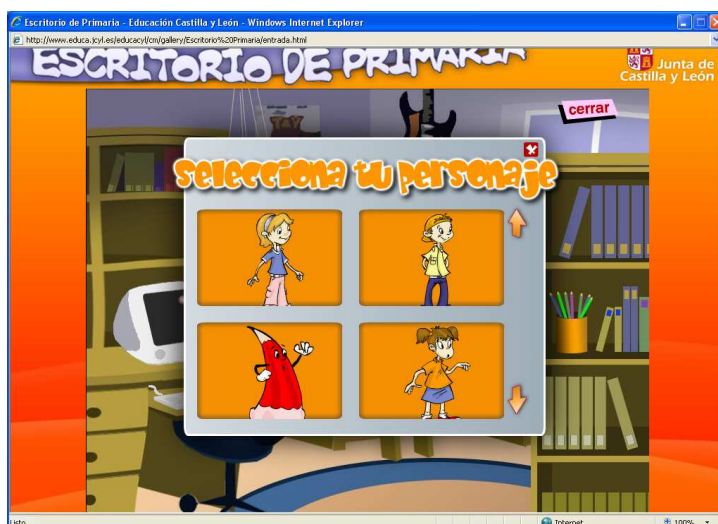 Escritorio de Primaria - Educación Castilla y León - Windows Internet Explorer
http://www.educa.jcyl.es/educacyl/cm/gallery/Escritorio%20Primaria/entrada.html
ESCRITORIO DE PRIMARIA
Junta de
Castilla y León
cerrar
selecciona tu personaje
Listo
Internet
100%